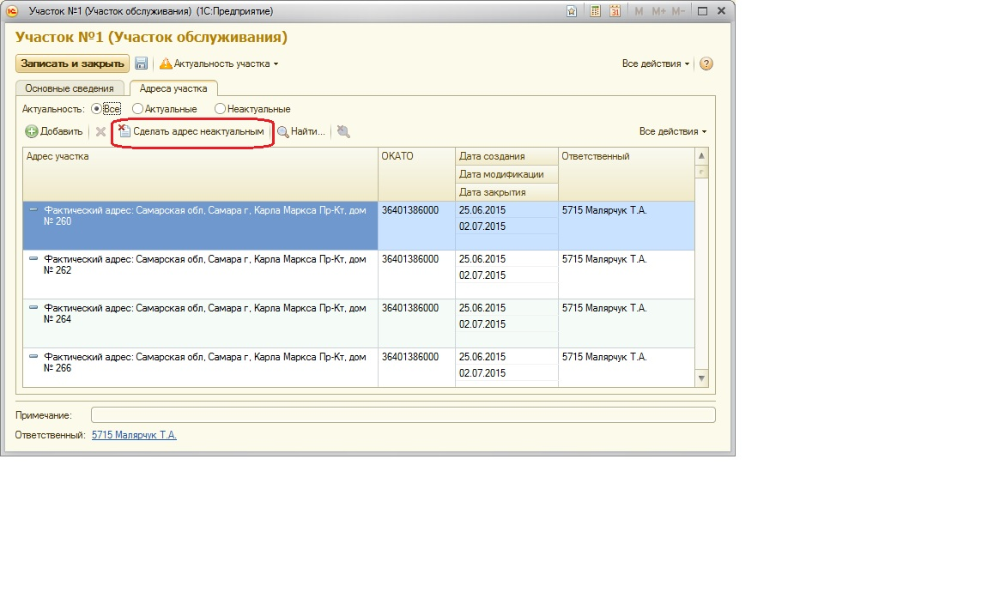 Участок №1 (Участок обслуживания) (1С:Предприятие)
31 M M+ M-
Участок №1 (Участок обслуживания)
Записать и закрыть Актуальность участка Все действия ?
Основные сведения Адреса участка
Актуальность: Все Актуальные Неактуальные
Добавить Сделать адрес неактуальным Найти... Все действия
Адрес участка ОКАТО Дата создания Ответственный
Дата модификации
Дата закрытия
Фактический адрес: Самарская обл, Самара г, Карла Маркса Пр-Кт, дом 36401386000 25.06.2015 5715 Малярчук Т.А.
№ 260 02.07.2015
Фактический адрес: Самарская обл, Самара г, Карла Маркса Пр-Кт, дом 36401386000 25.06.2015 5715 Малярчук Т.А.
№ 262 02.07.2015
Фактический адрес: Самарская обл, Самара г, Карла Маркса Пр-Кт, дом 36401386000 25.06.2015 5715 Малярчук Т.А.
№ 264 02.07.2015
Фактический адрес: Самарская обл, Самара г, Карла Маркса Пр-Кт, дом 36401386000 25.06.2015 5715 Малярчук Т.А.
№ 266 02.07.2015
Примечание:
Ответственный: 5715 Малярчук Т.А.